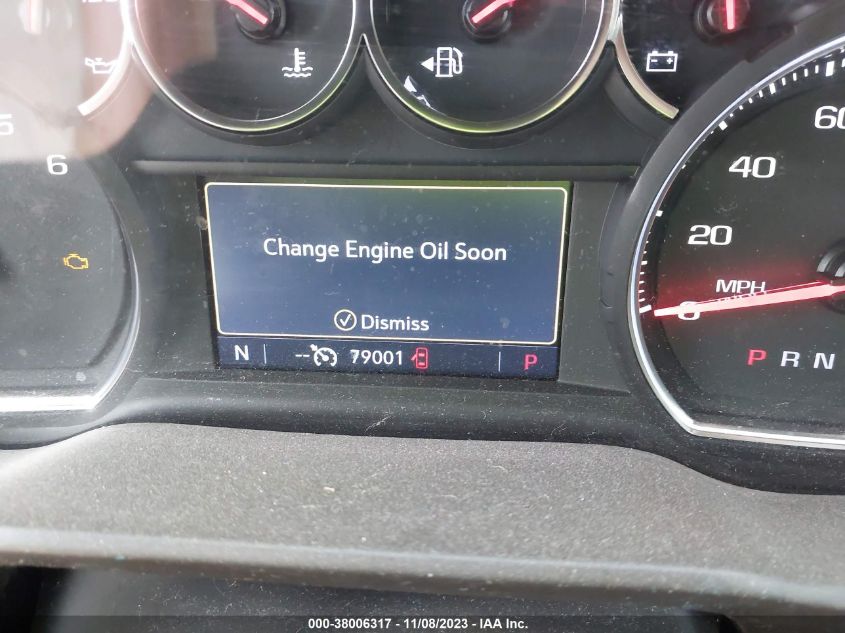 5
6
Change Engine Oil Soon
Dismiss
N -- 79001 P
0 20 40 60
MPH
P R N
000-38006317 - 11/08/2023 - IAA Inc.